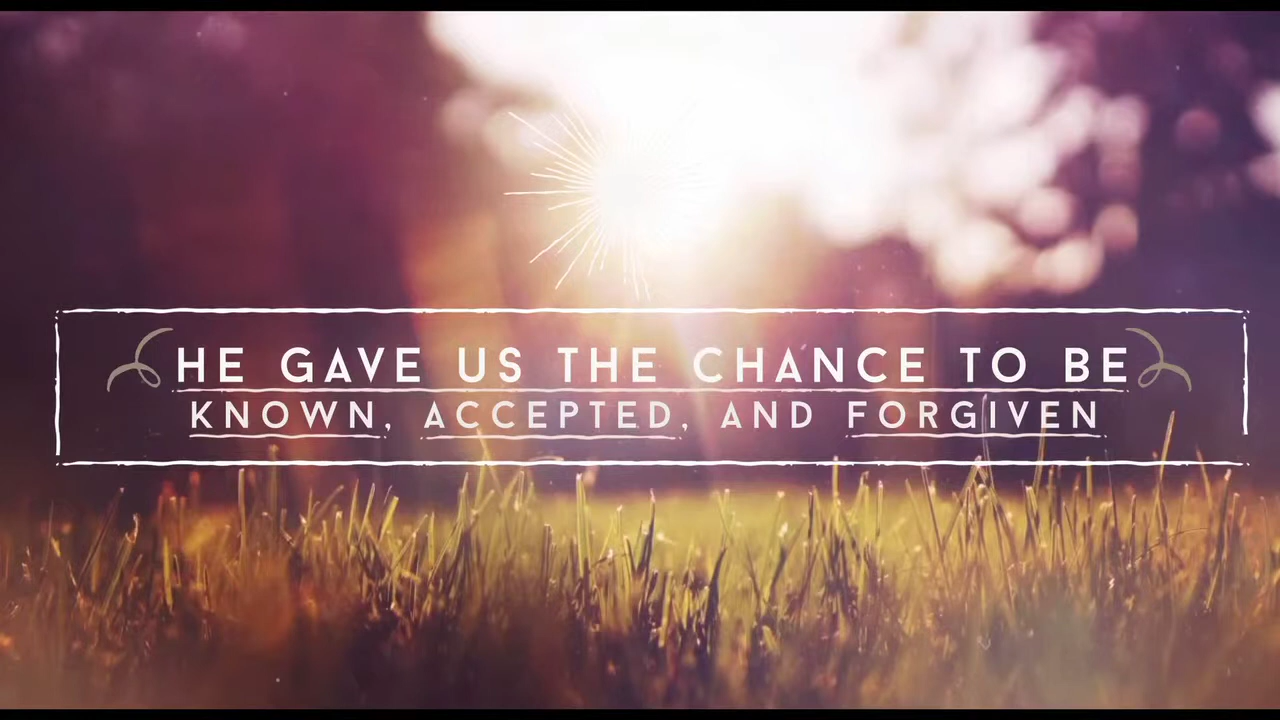 HE GAVE US THE CHANCE TO BE
KNOWN, ACCEPTED, AND FORGIVEN